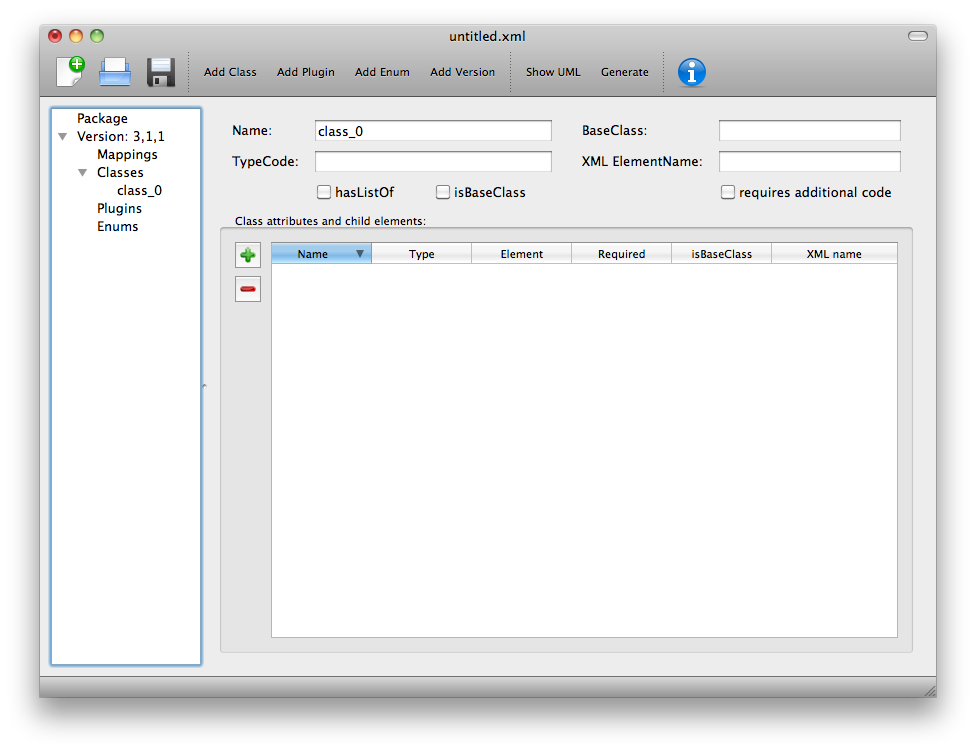 untitled.xml
Add Class Add Plugin Add Enum Add Version Show UML Generate
Package
Version: 3,1,1
Mappings
Classes
class_0
Plugins
Enums
Name: class_0 BaseClass:
TypeCode: XML ElementName:
hasListOf isBaseClass requires additional code
Class attributes and child elements:
Name Type Element Required isBaseClass XML name